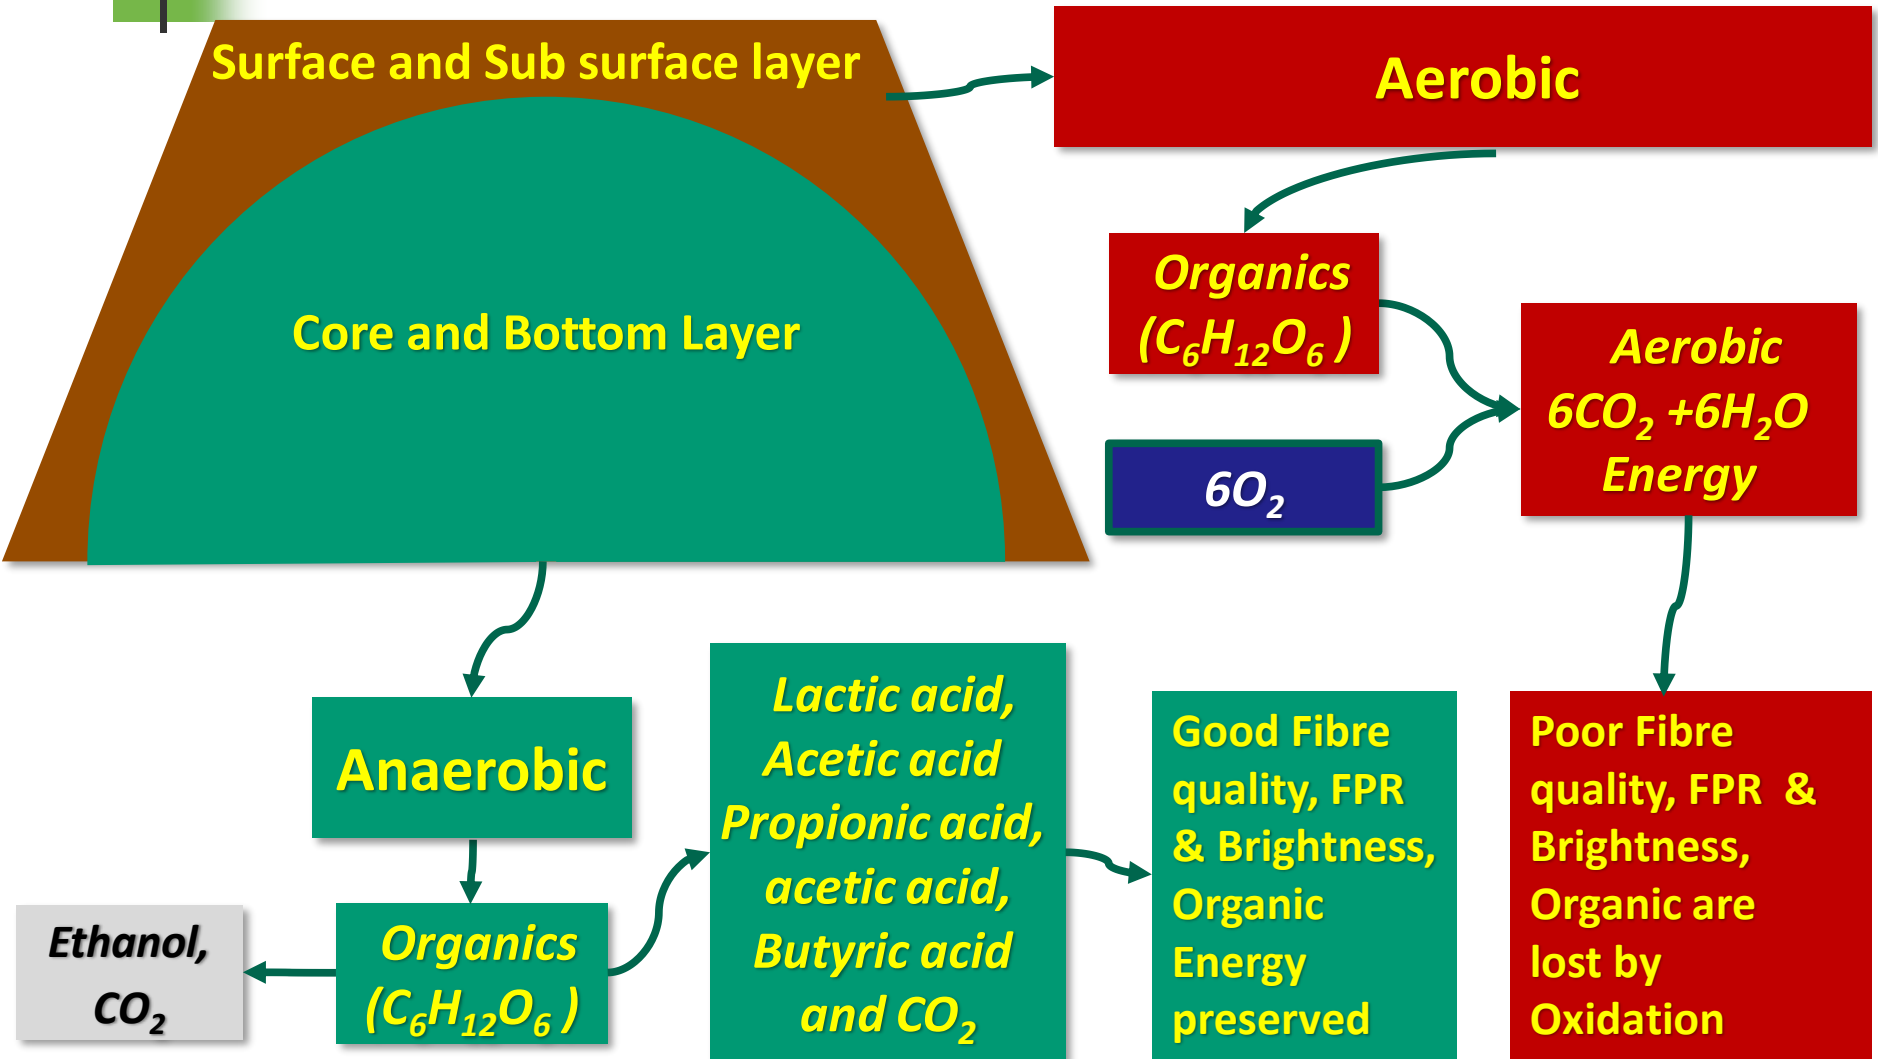 Surface and Sub surface layer
Aerobic
Organics
(C₆H₁₂O₆ )
Core and Bottom Layer
Aerobic
6CO₂ +6H₂O
Energy
6O₂
Anaerobic
Lactic acid,
Acetic acid
Propionic acid,
acetic acid,
Butyric acid
and CO₂
Good Fibre
quality, FPR
& Brightness,
Organic
Energy
preserved
Poor Fibre
quality, FPR &
Brightness,
Organic are
lost by
Oxidation
Ethanol,
CO₂
Organics
(C₆H₁₂O₆ )